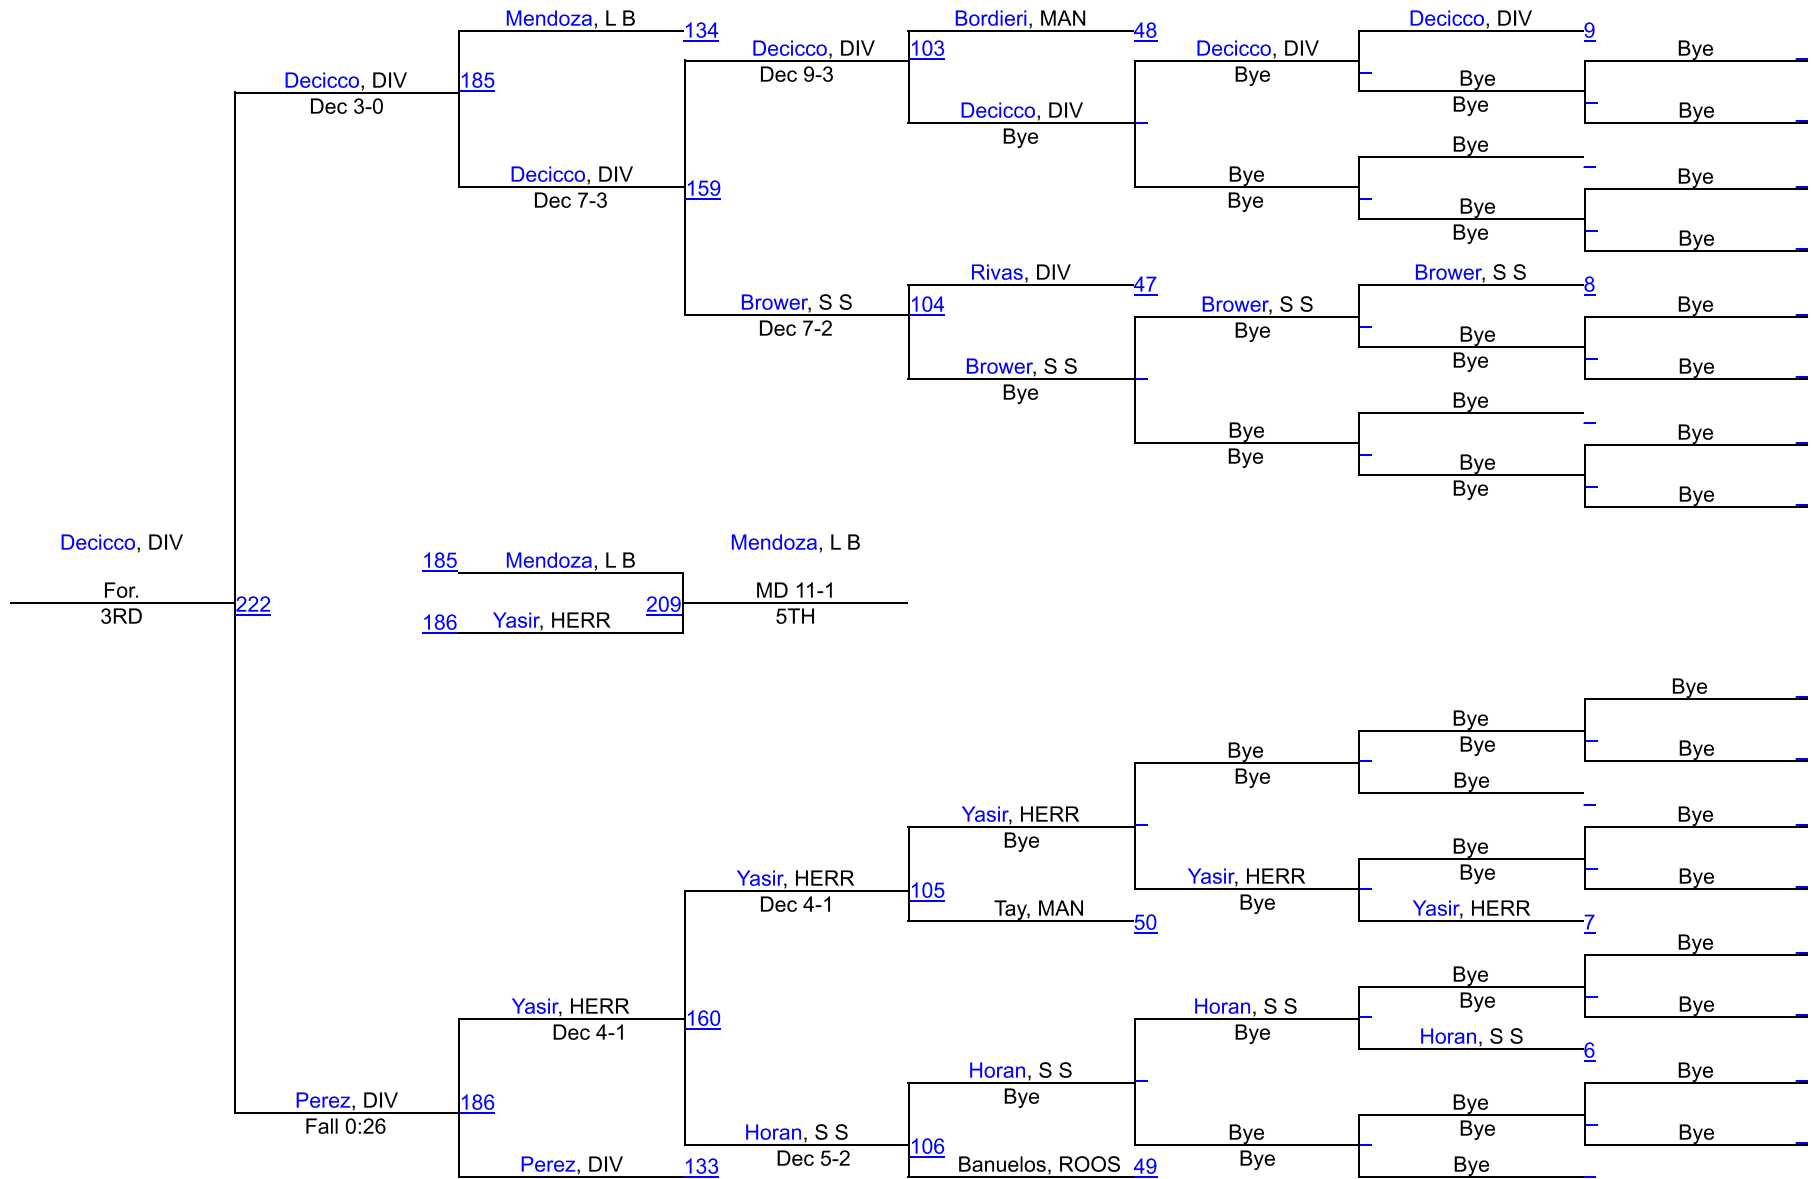 Mendoza, L B
134
Bordieri, MAN
48
Decicco, DIV
9
Decicco, DIV
Dec 9-3
103
Decicco, DIV
Bye
Bye
Decicco, DIV
Dec 3-0
185
Bye
Bye
Decicco, DIV
Bye
Bye
Bye
Decicco, DIV
Dec 7-3
159
Bye
Bye
Bye
Bye
Bye
Bye
Rivas, DIV
47
Brower, S S
8
Brower, S S
Dec 7-2
104
Brower, S S
Bye
Bye
Bye
Bye
Brower, S S
Bye
Bye
Bye
Bye
Bye
Bye
Bye
Bye
Bye
Decicco, DIV
For.
3RD
222
185
Mendoza, L B
186
Yasir, HERR
209
Mendoza, L B
MD 11-1
5TH
Bye
Bye
Bye
Bye
Bye
Bye
Bye
Yasir, HERR
Bye
Bye
Bye
Bye
Yasir, HERR
Dec 4-1
105
Yasir, HERR
Bye
Bye
Tay, MAN
50
Yasir, HERR
7
Bye
Bye
Bye
Yasir, HERR
Dec 4-1
160
Horan, S S
Bye
Bye
Horan, S S
6
Horan, S S
Bye
Bye
Perez, DIV
Fall 0:26
186
Bye
Bye
Horan, S S
Dec 5-2
106
Bye
Bye
Bye
Perez, DIV
133
Banuelos, ROOS
49
Bye